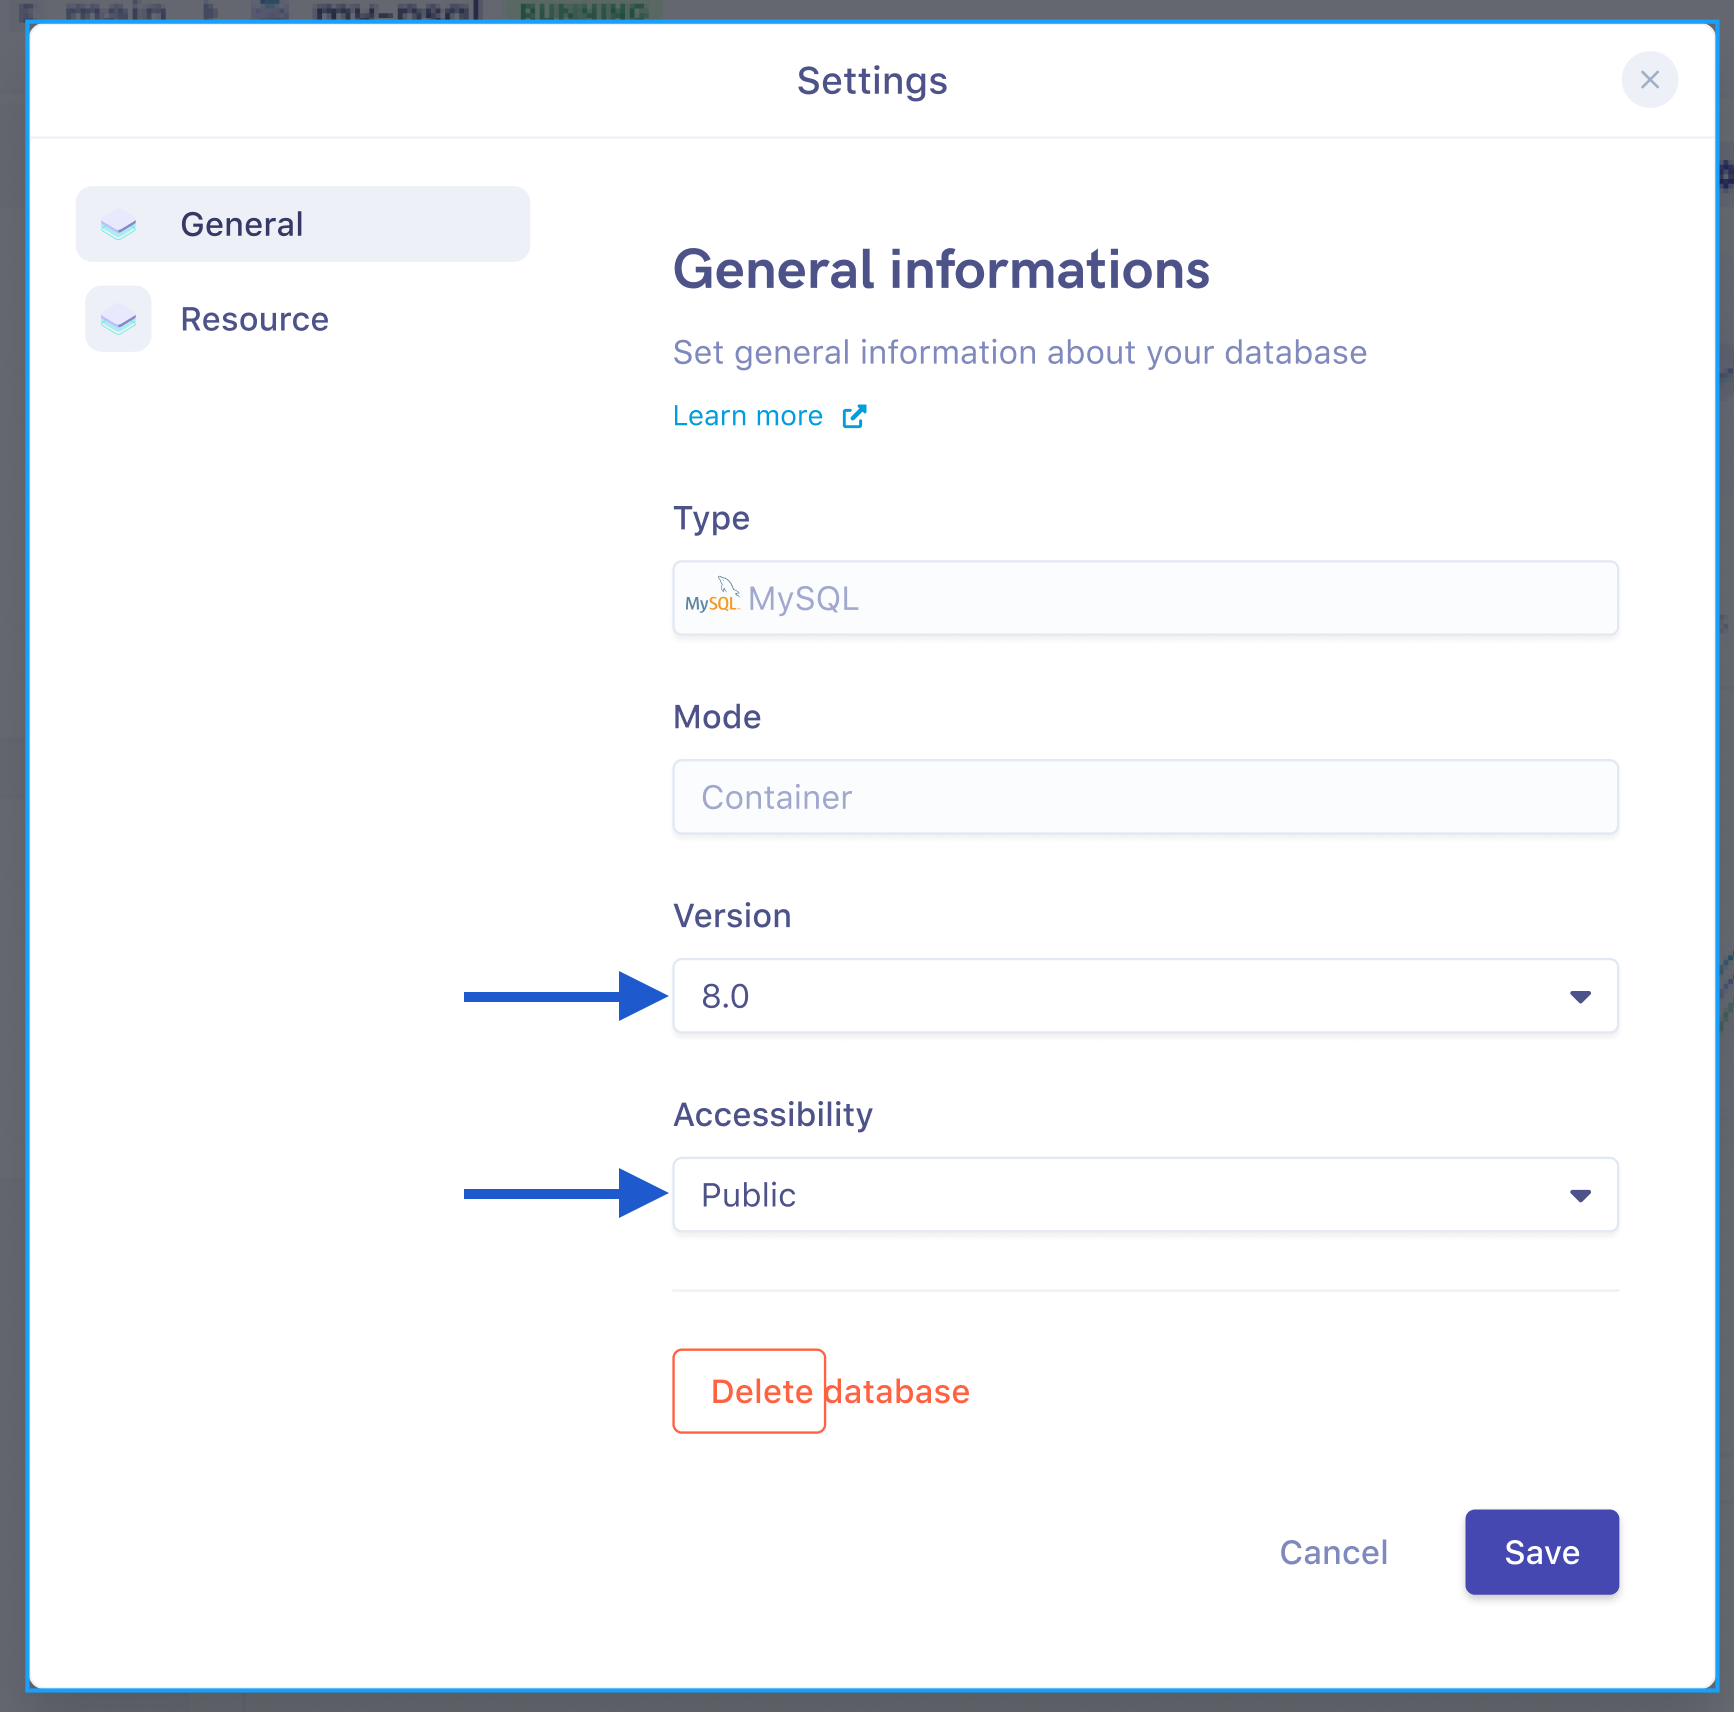 main my-psql RUNNING
Settings
General
Resource
General informations
Set general information about your database
Learn more
Type
MySQL MySQL
Mode
Container
Version
8.0
Accessibility
Public
Delete database
Cancel Save